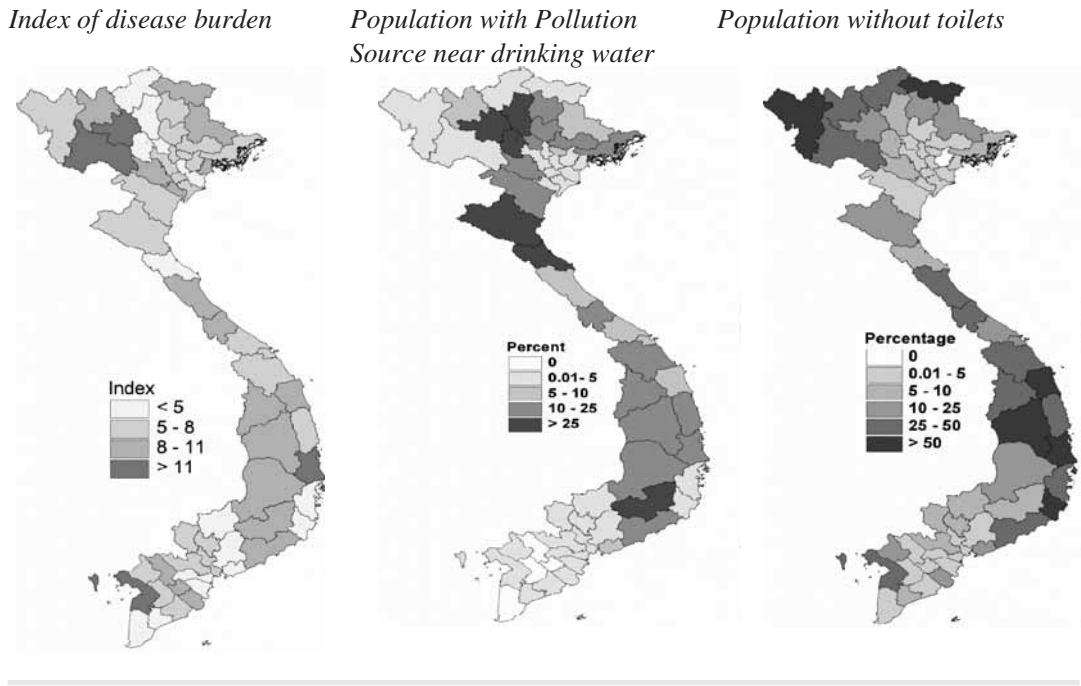 Index of disease burden
Population with Pollution
Source near drinking water
Population without toilets
Index
< 5
5 - 8
8 - 11
> 11
Percent
0
0.01- 5
5 - 10
10 - 25
> 25
Percentage
0
0.01 - 5
5 - 10
10 - 25
25 - 50
> 50